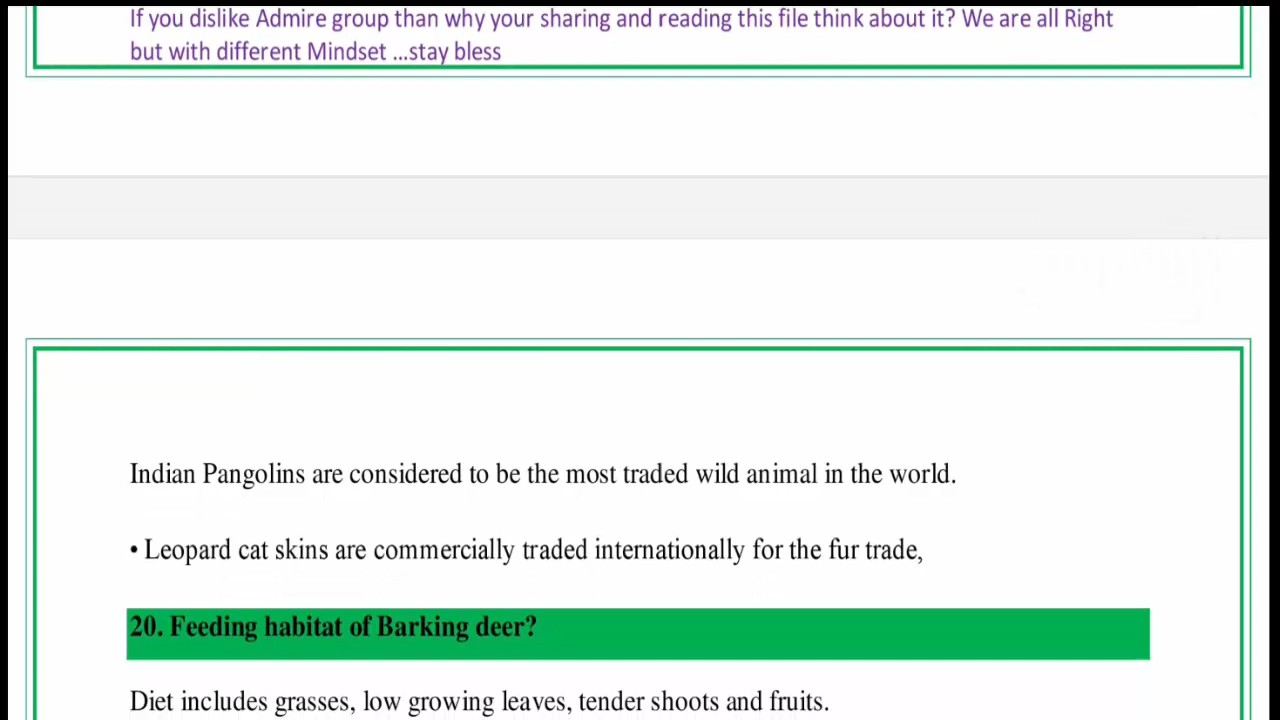 If you dislike Admire group than why your sharing and reading this file think about it? We are all Right
but with different Mindset ...stay bless
Indian Pangolins are considered to be the most traded wild animal in the world.
• Leopard cat skins are commercially traded internationally for the fur trade,
20. Feeding habitat of Barking deer?
Diet includes grasses, low growing leaves, tender shoots and fruits.